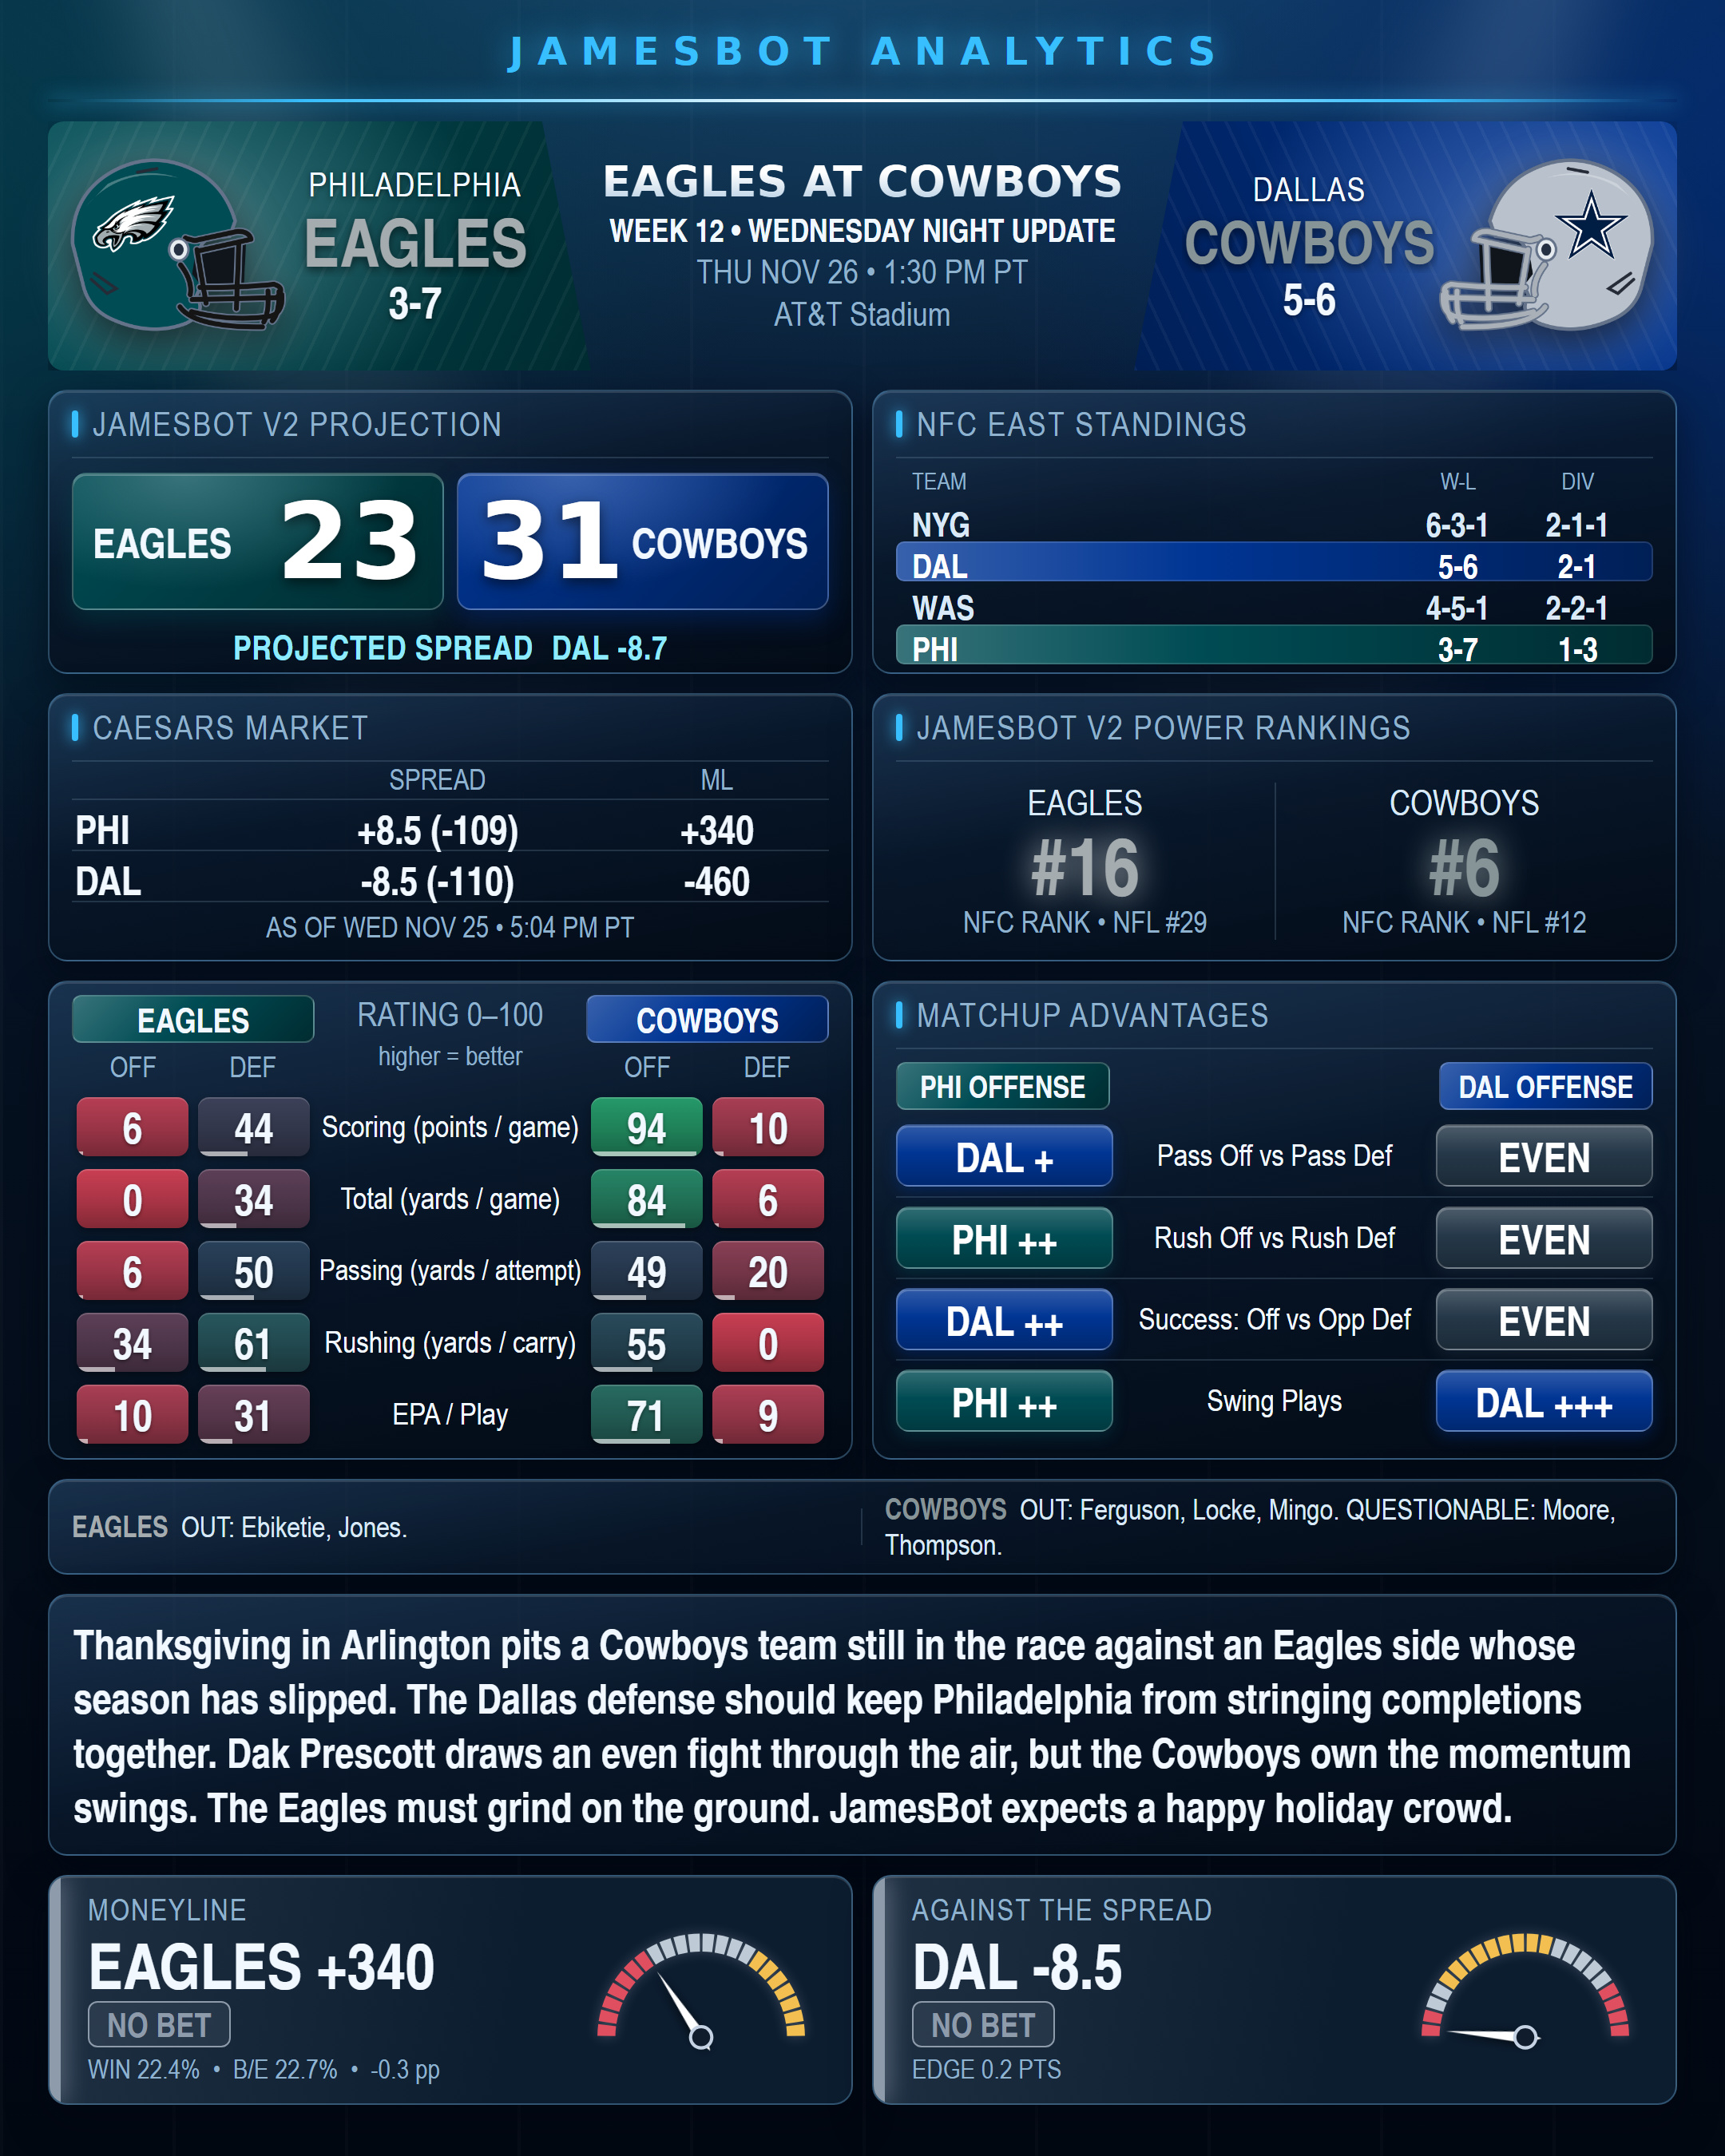 JAMESBOT ANALYTICS
PHILADELPHIA
EAGLES
3-7
EAGLES AT COWBOYS
WEEK 12 • WEDNESDAY NIGHT UPDATE
THU NOV 26 • 1:30 PM PT
AT&T Stadium
DALLAS
COWBOYS
5-6
JAMESBOT V2 PROJECTION
EAGLES 23 31 COWBOYS
PROJECTED SPREAD DAL -8.7
NFC EAST STANDINGS
TEAM W-L DIV
NYG 6-3-1 2-1-1
DAL 5-6 2-1
WAS 4-5-1 2-2-1
PHI 3-7 1-3
CAESARS MARKET
SPREAD ML
PHI +8.5 (-109) +340
DAL -8.5 (-110) -460
AS OF WED NOV 25 • 5:04 PM PT
JAMESBOT V2 POWER RANKINGS
EAGLES COWBOYS
#16 #6
NFC RANK • NFL #29 NFC RANK • NFL #12
EAGLES RATING 0–100 COWBOYS
higher = better
OFF DEF OFF DEF
6 44 Scoring (points / game) 94 10
0 34 Total (yards / game) 84 6
6 50 Passing (yards / attempt) 49 20
34 61 Rushing (yards / carry) 55 0
10 31 EPA / Play 71 9
MATCHUP ADVANTAGES
PHI OFFENSE DAL OFFENSE
DAL + Pass Off vs Pass Def EVEN
PHI ++ Rush Off vs Rush Def EVEN
DAL ++ Success: Off vs Opp Def EVEN
PHI ++ Swing Plays DAL +++
EAGLES OUT: Ebiketie, Jones.
COWBOYS OUT: Ferguson, Locke, Mingo. QUESTIONABLE: Moore,
Thompson.
Thanksgiving in Arlington pits a Cowboys team still in the race against an Eagles side whose
season has slipped. The Dallas defense should keep Philadelphia from stringing completions
together. Dak Prescott draws an even fight through the air, but the Cowboys own the momentum
swings. The Eagles must grind on the ground. JamesBot expects a happy holiday crowd.
MONEYLINE
EAGLES +340
NO BET
WIN 22.4% • B/E 22.7% • -0.3 pp
AGAINST THE SPREAD
DAL -8.5
NO BET
EDGE 0.2 PTS